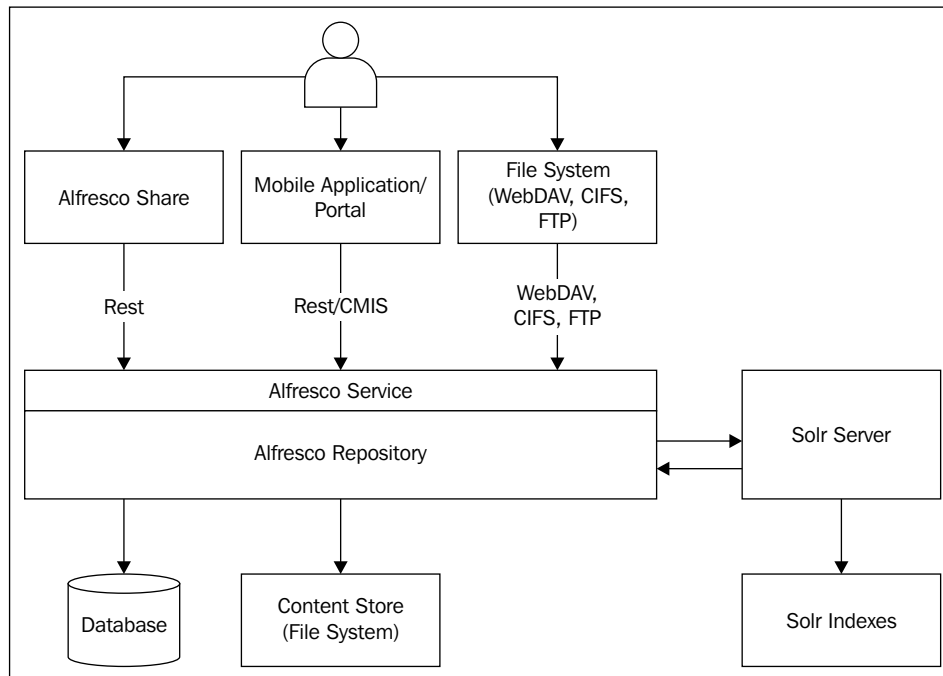 Alfresco Share
Mobile Application/
Portal
File System
(WebDAV, CIFS,
FTP)
Rest
Rest/CMIS
WebDAV,
CIFS, FTP
Alfresco Service
Alfresco Repository
Solr Server
Database
Content Store
(File System)
Solr Indexes